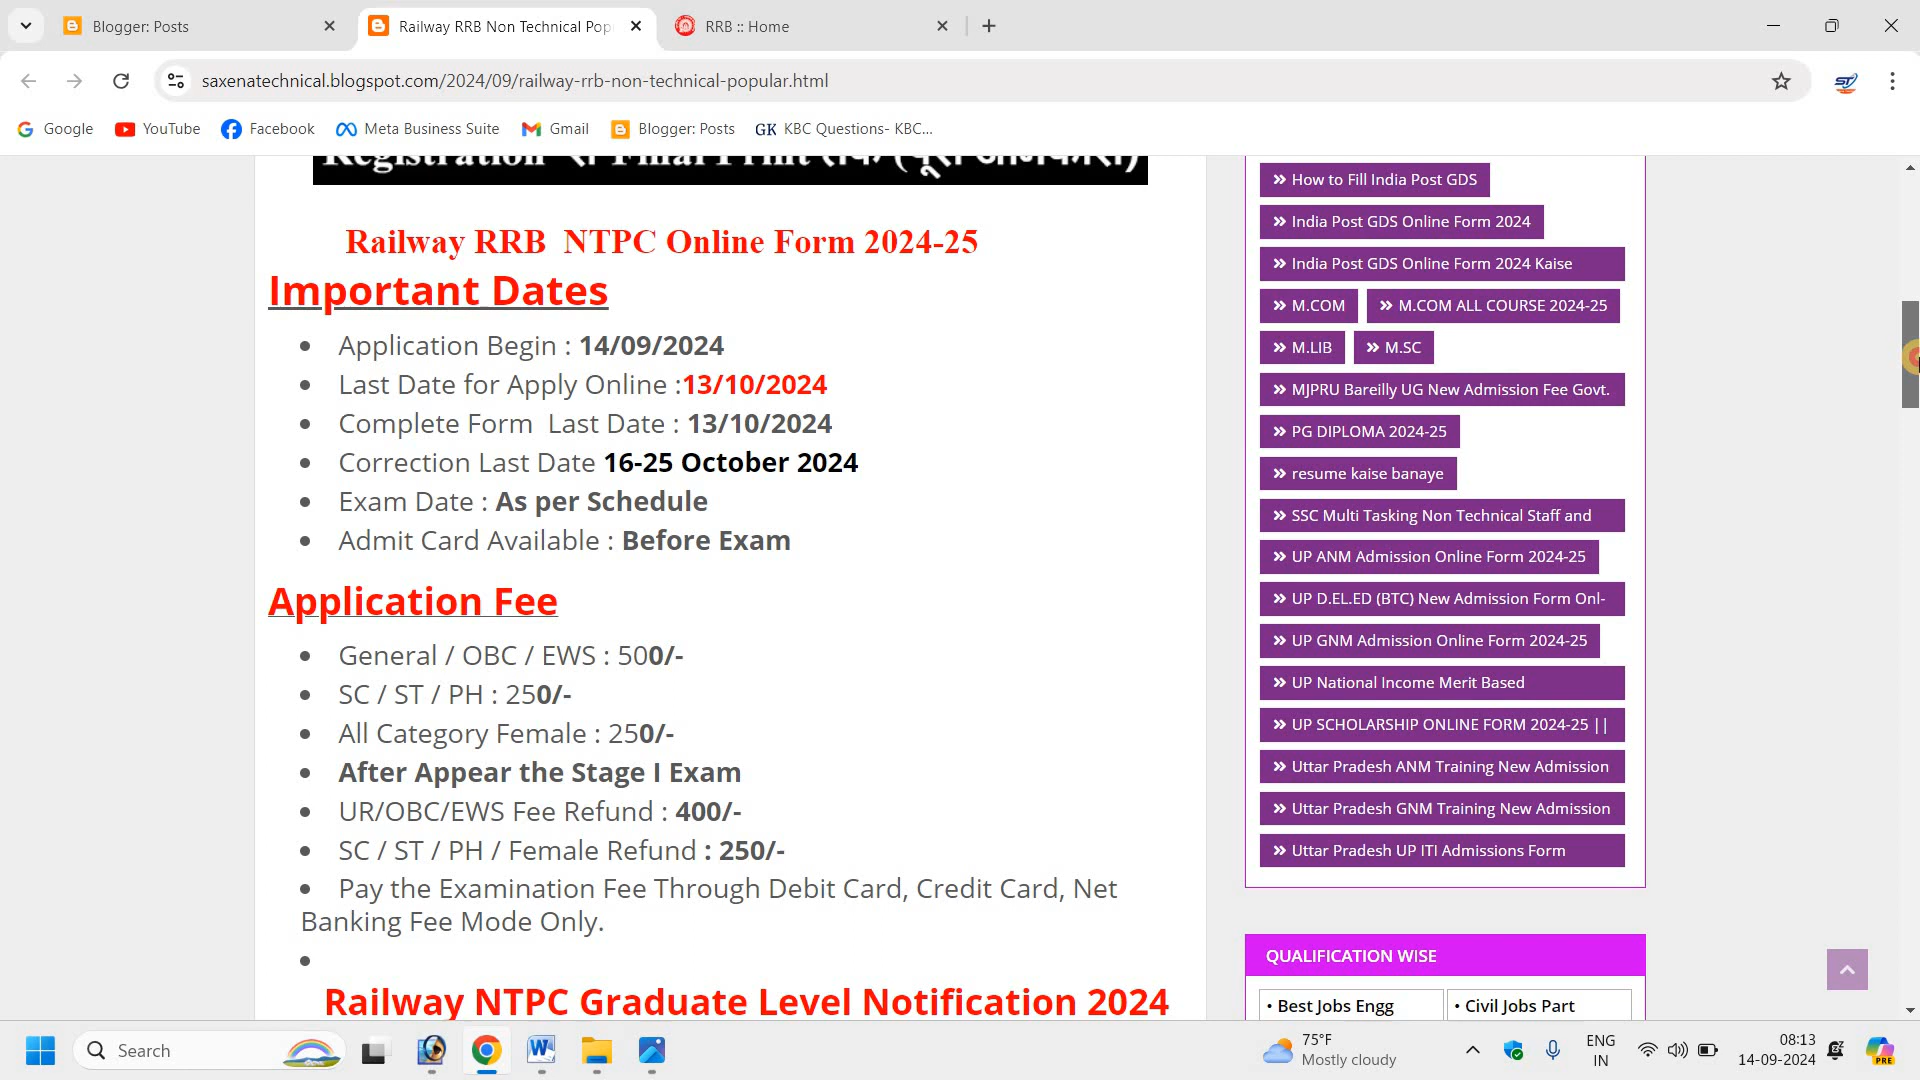 Blogger: Posts
Railway RRB Non Technical Pop
RRB :: Home
saxenatechnical.blogspot.com/2024/09/railway-rrb-non-technical-popular.html
Google
YouTube
Facebook
Meta Business Suite
Gmail
Blogger: Posts
GK KBC Questions- KBC...
Registration से Final Print तक (पूरी जानकारी)
Railway RRB NTPC Online Form 2024-25
Important Dates
• Application Begin : 14/09/2024
• Last Date for Apply Online :13/10/2024
• Complete Form Last Date : 13/10/2024
• Correction Last Date 16-25 October 2024
• Exam Date : As per Schedule
• Admit Card Available : Before Exam
Application Fee
• General / OBC / EWS : 500/-
• SC / ST / PH : 250/-
• All Category Female : 250/-
• After Appear the Stage I Exam
• UR/OBC/EWS Fee Refund : 400/-
• SC / ST / PH / Female Refund : 250/-
• Pay the Examination Fee Through Debit Card, Credit Card, Net
Banking Fee Mode Only.
Railway NTPC Graduate Level Notification 2024
» How to Fill India Post GDS
» India Post GDS Online Form 2024
» India Post GDS Online Form 2024 Kaise
» M.COM
» M.COM ALL COURSE 2024-25
» M.LIB
» M.SC
» MJPRU Bareilly UG New Admission Fee Govt.
» PG DIPLOMA 2024-25
» resume kaise banaye
» SSC Multi Tasking Non Technical Staff and
» UP ANM Admission Online Form 2024-25
» UP D.EL.ED (BTC) New Admission Form Onl-
» UP GNM Admission Online Form 2024-25
» UP National Income Merit Based
» UP SCHOLARSHIP ONLINE FORM 2024-25 ||
» Uttar Pradesh ANM Training New Admission
» Uttar Pradesh GNM Training New Admission
» Uttar Pradesh UP ITI Admissions Form
QUALIFICATION WISE
• Best Jobs Engg
• Civil Jobs Part
Search
75°F
Mostly cloudy
ENG
IN
08:13
14-09-2024
PRE